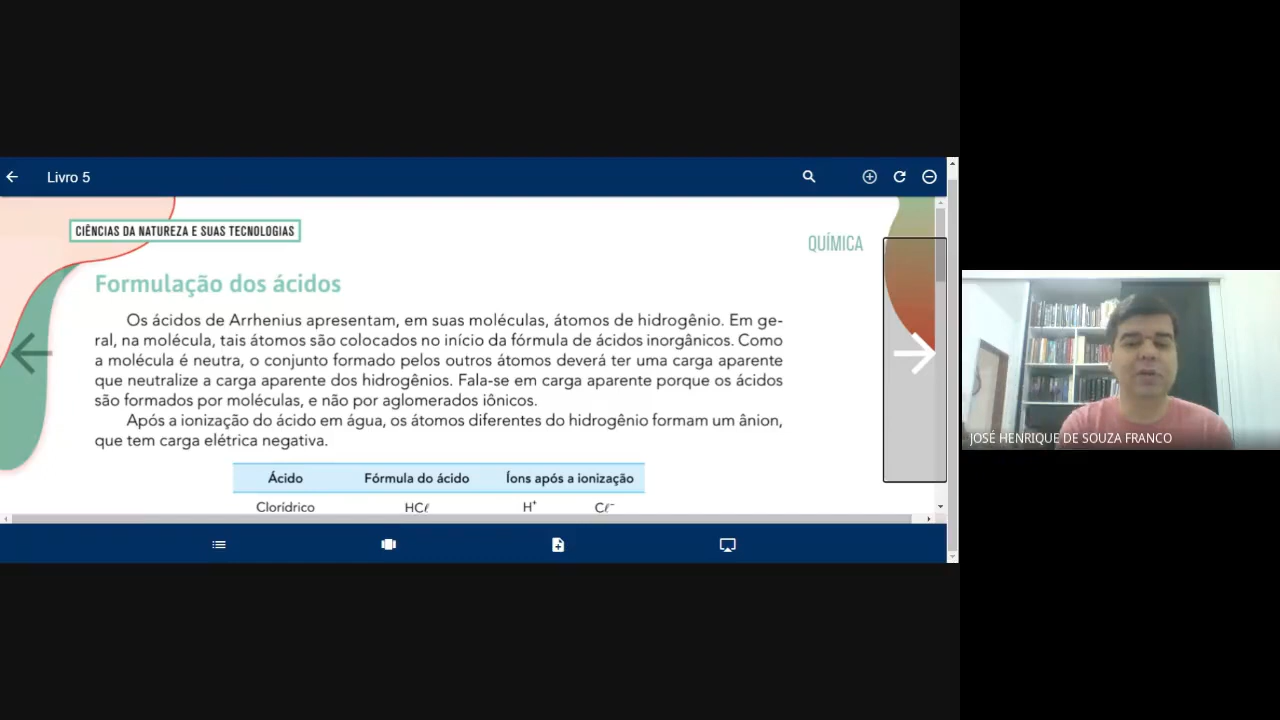 Livro 5
CIÊNCIAS DA NATUREZA E SUAS TECNOLOGIAS
QUÍMICA
Formulação dos ácidos
Os ácidos de Arrhenius apresentam, em suas moléculas, átomos de hidrogênio. Em ge-
ral, na molécula, tais átomos são colocados no início da fórmula de ácidos inorgânicos. Como
a molécula é neutra, o conjunto formado pelos outros átomos deverá ter uma carga aparente
que neutralize a carga aparente dos hidrogênios. Fala-se em carga aparente porque os ácidos
são formados por moléculas, e não por aglomerados iônicos.
Após a ionização do ácido em água, os átomos diferentes do hidrogênio formam um ânion,
que tem carga elétrica negativa.
Ácido Fórmula do ácido Íons após a ionização
Clorídrico HCℓ H⁺ Cℓ⁻
JOSÉ HENRIQUE DE SOUZA FRANCO